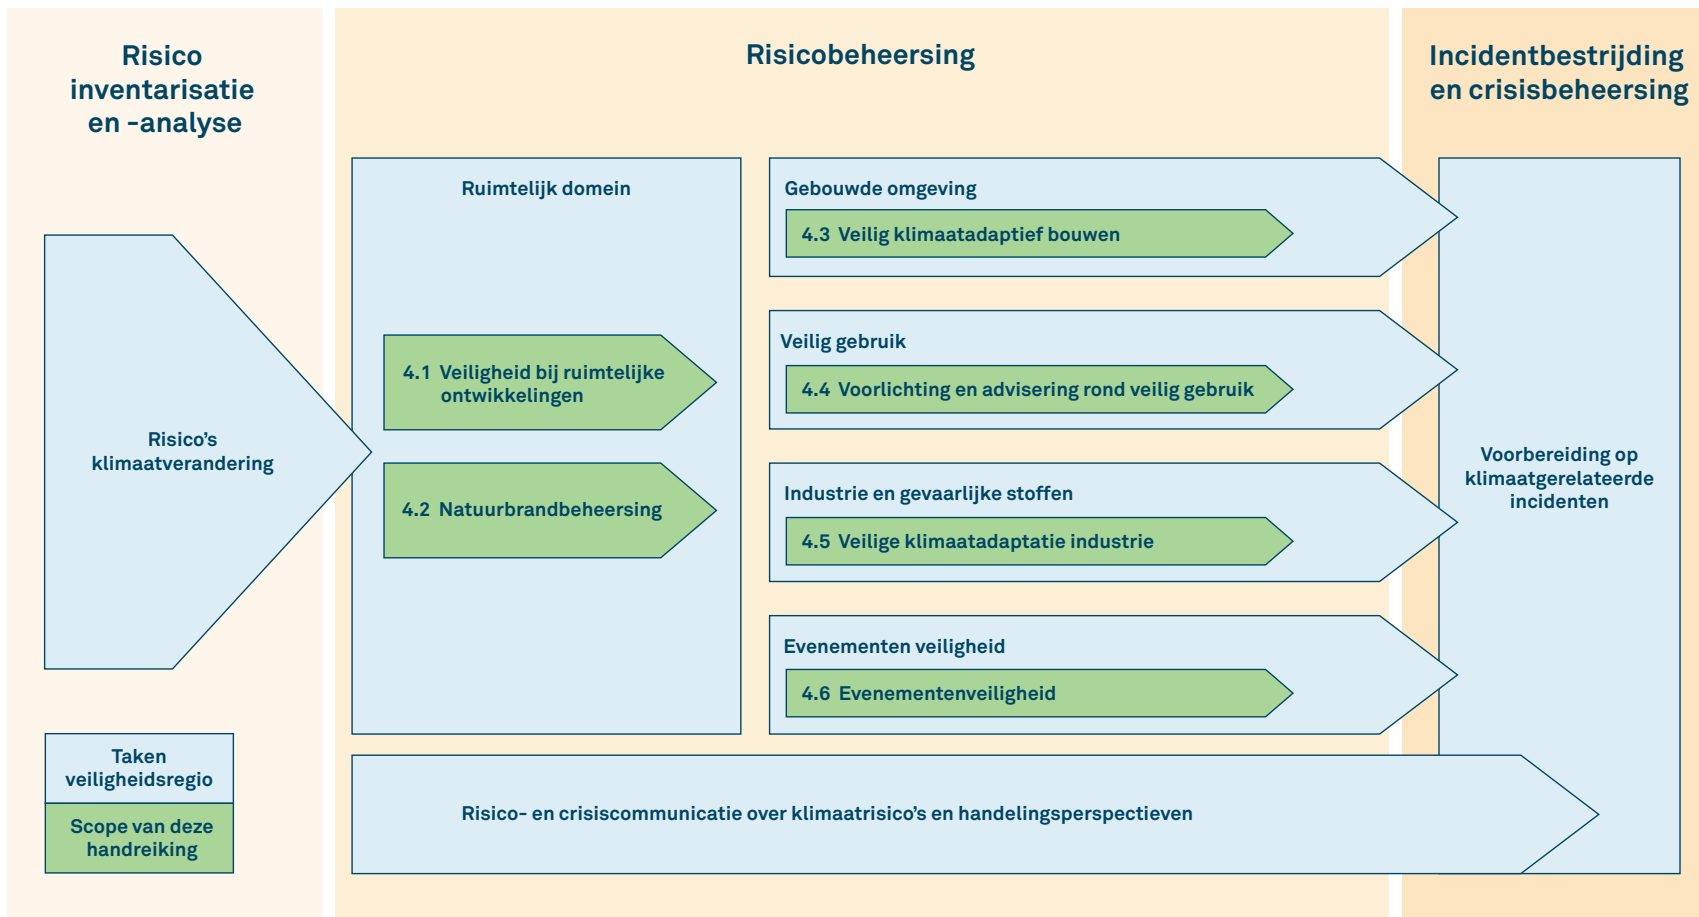 Risico
inventarisatie
en -analyse
Risico’s
klimaatverandering
Taken
veiligheidsregio
Scope van deze
handreiking
Risicobeheersing
Ruimtelijk domein
4.1 Veiligheid bij ruimtelijke
ontwikkelingen
4.2 Natuurbrandbeheersing
Gebouwde omgeving
4.3 Veilig klimaatadaptief bouwen
Veilig gebruik
4.4 Voorlichting en advisering rond veilig gebruik
Industrie en gevaarlijke stoffen
4.5 Veilige klimaatadaptatie industrie
Evenementen veiligheid
4.6 Evenementenveiligheid
Risico- en crisiscommunicatie over klimaatrisico’s en handelingsperspectieven
Incidentbestrijding
en crisisbeheersing
Voorbereiding op
klimaatgerelateerde
incidenten